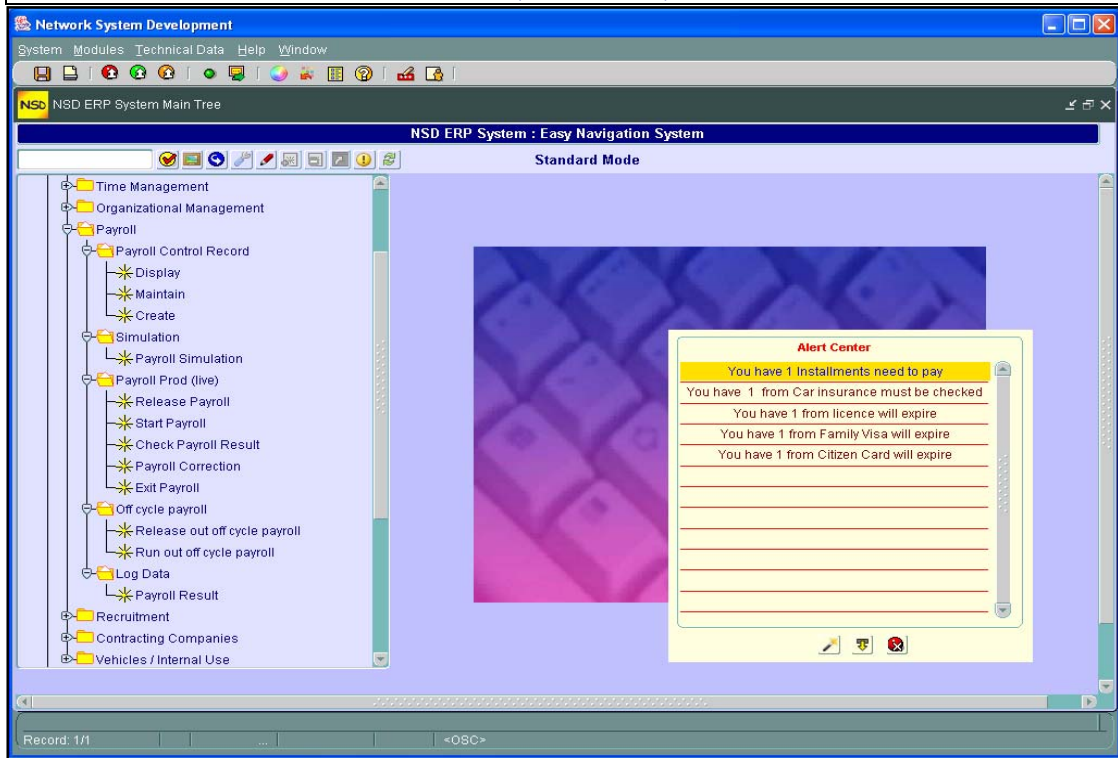 Network System Development
System Modules Technical Data Help Window
NSD NSD ERP System Main Tree
NSD ERP System : Easy Navigation System
Standard Mode
Time Management
Organizational Management
Payroll
Payroll Control Record
Display
Maintain
Create
Simulation
Payroll Simulation
Payroll Prod (live)
Release Payroll
Start Payroll
Check Payroll Result
Payroll Correction
Exit Payroll
Off cycle payroll
Release out off cycle payroll
Run out off cycle payroll
Log Data
Payroll Result
Recruitment
Contracting Companies
Vehicles / Internal Use
Alert Center
You have 1 Installments need to pay
You have 1 from Car insurance must be checked
You have 1 from licence will expire
You have 1 from Family Visa will expire
You have 1 from Citizen Card will expire
Record: 1/1 ... <OSC>